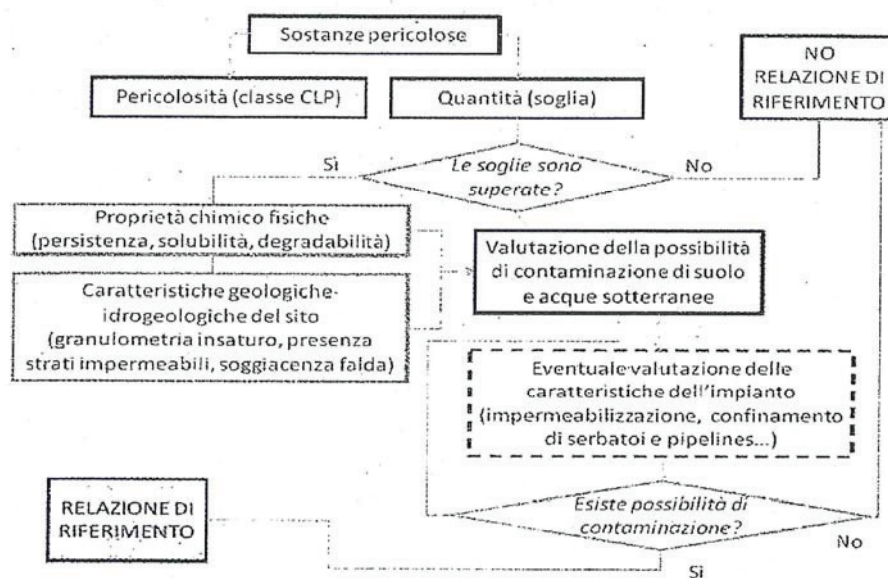 Sostanze pericolose
NO
RELAZIONE DI
RIFERIMENTO
Pericolosità (classe CLP)
Quantità (soglia)
Sì
Le soglie sono
superate?
No
Proprietà chimico fisiche
(persistenza, solubilità, degradabilità)
Valutazione della possibilità
di contaminazione di suolo
e acque sotterranee
Caratteristiche geologiche-
idrogeologiche del sito
(granulometria insaturo, presenza
strati impermeabili, soggiacenza falda)
Eventuale valutazione delle
caratteristiche dell'impianto
(impermeabilizzazione, confinamento
di serbatoi e pipelines...)
RELAZIONE DI
RIFERIMENTO
Esiste possibilità di
contaminazione?
No
Sì